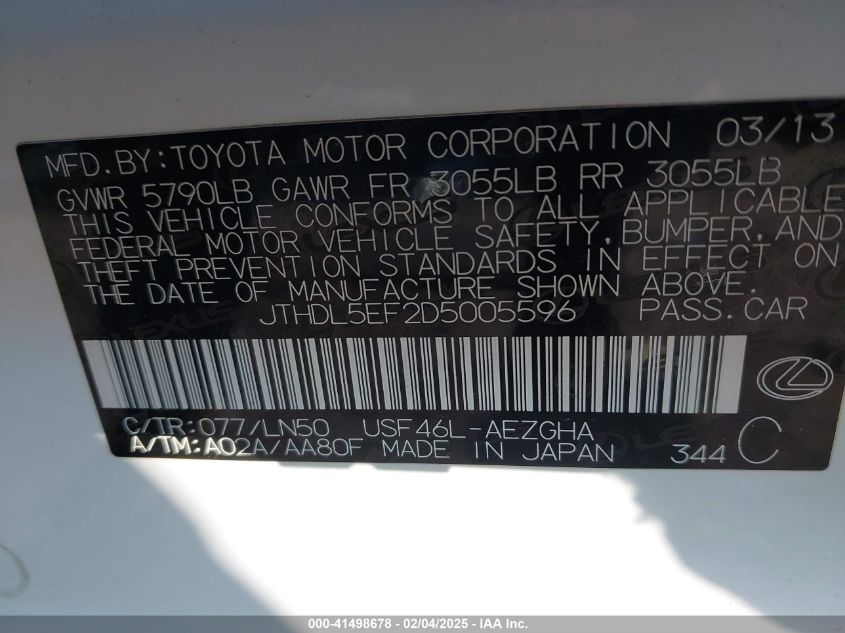 MFD. BY: TOYOTA MOTOR CORPORATION 03/13
GVWR 5790LB GAWR FR 3055LB RR 3055LB
THIS VEHICLE CONFORMS TO ALL APPLICABLE
FEDERAL MOTOR VEHICLE SAFETY, BUMPER, AND
THEFT PREVENTION STANDARDS IN EFFECT ON
THE DATE OF MANUFACTURE SHOWN ABOVE.
JTHDL5EF2D5005596 PASS. CAR
C/TR: 077/LN50 USF46L-AEZGHA
A/TM: A02A/AA80F MADE IN JAPAN 344 C
000-41498678 - 02/04/2025 - IAA Inc.